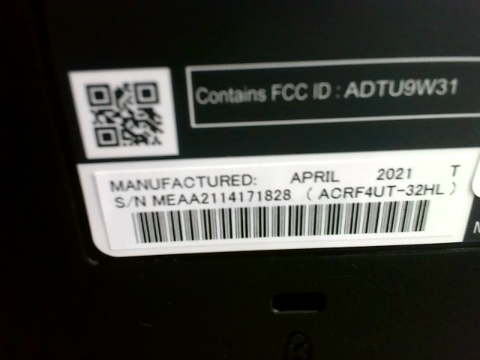 Contains FCC ID : ADTU9W31
MANUFACTURED: APRIL 2021 T
S/N MEAA2114171828 ( ACRF4UT-32HL )